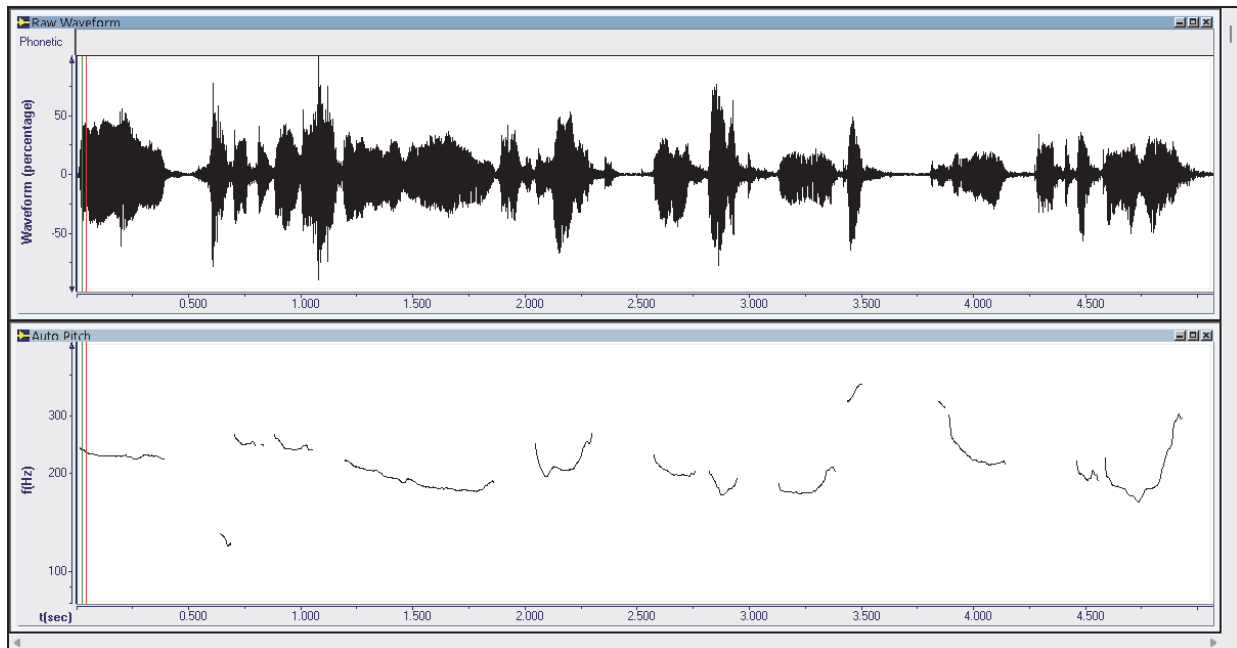 Raw Waveform
Phonetic
Waveform (percentage)
50
0
-50
0.500 1.000 1.500 2.000 2.500 3.000 3.500 4.000 4.500
Auto Pitch
f(Hz)
300
200
100
t(sec) 0.500 1.000 1.500 2.000 2.500 3.000 3.500 4.000 4.500